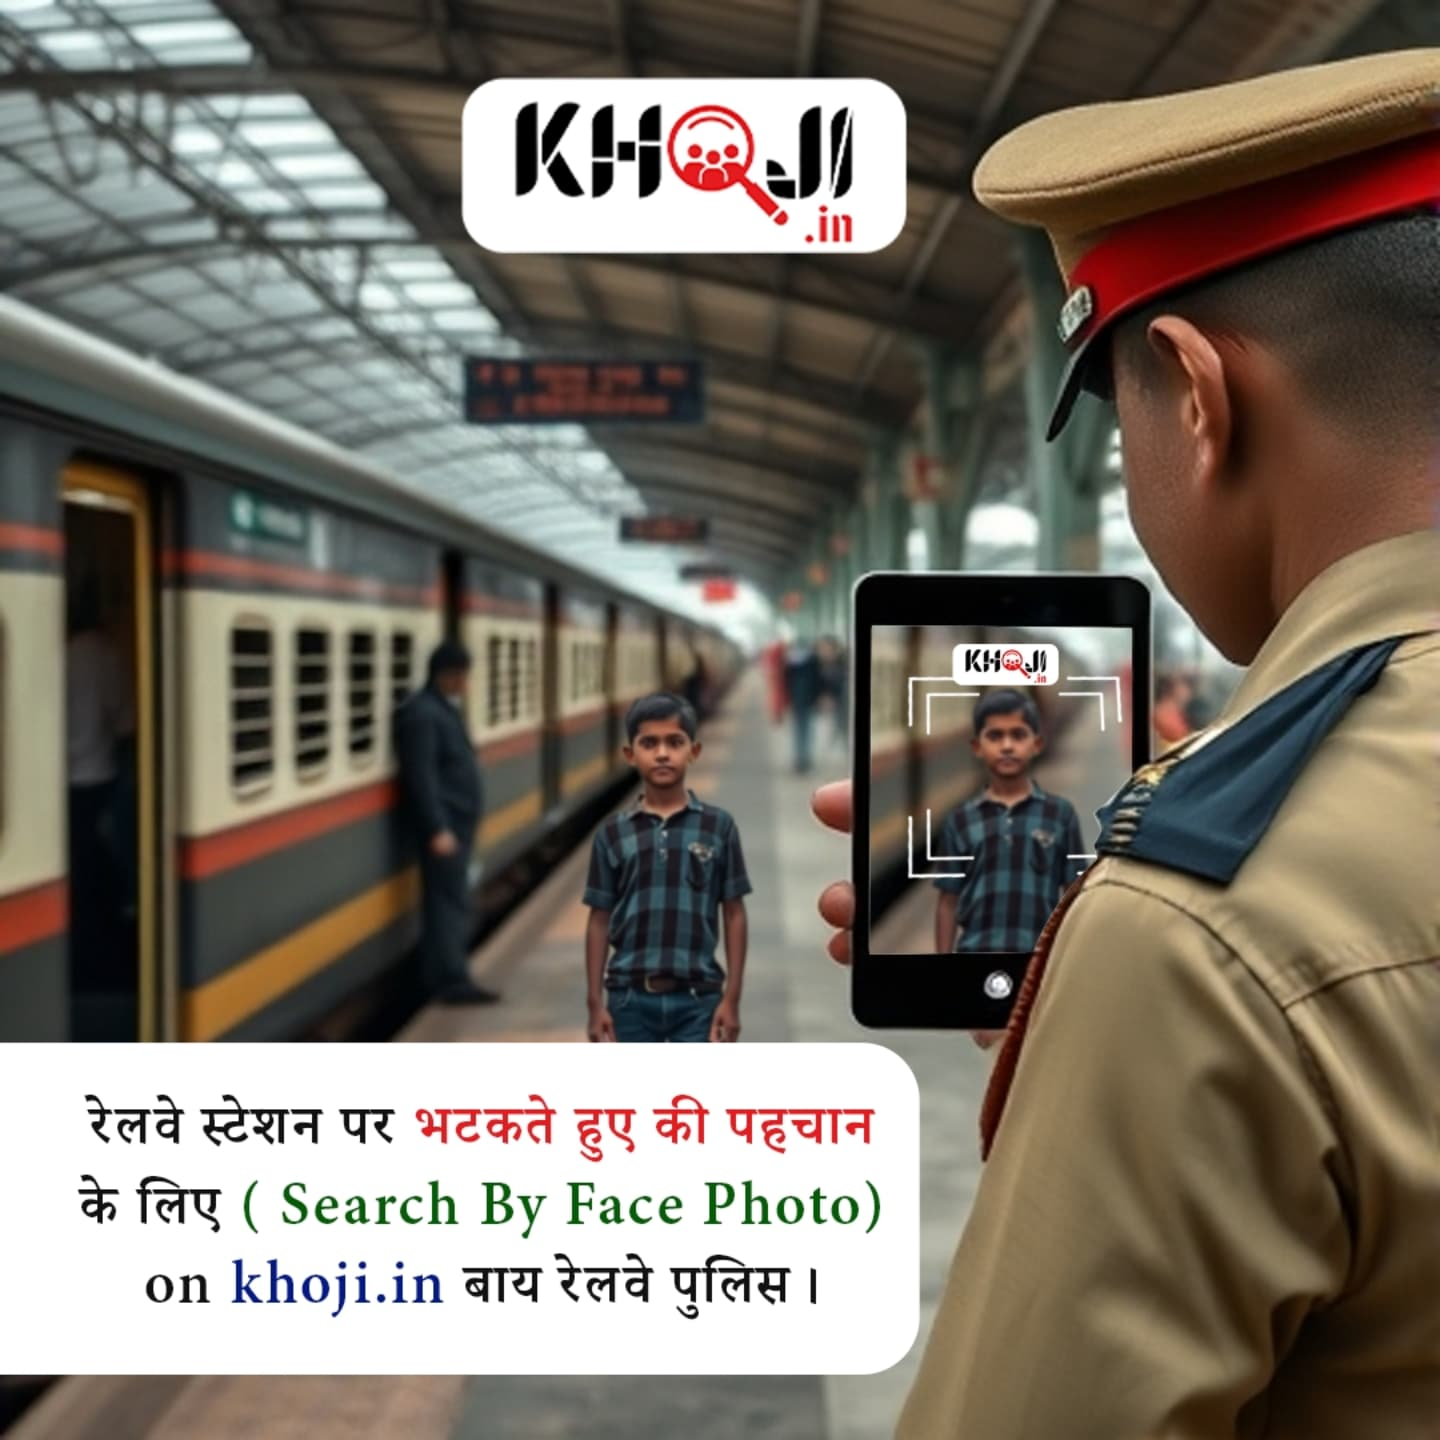 KHOJI
.in
KHOJI
.in
रेलवे स्टेशन पर भटकते हुए की पहचान
के लिए ( Search By Face Photo)
on khoji.in बाय रेलवे पुलिस।